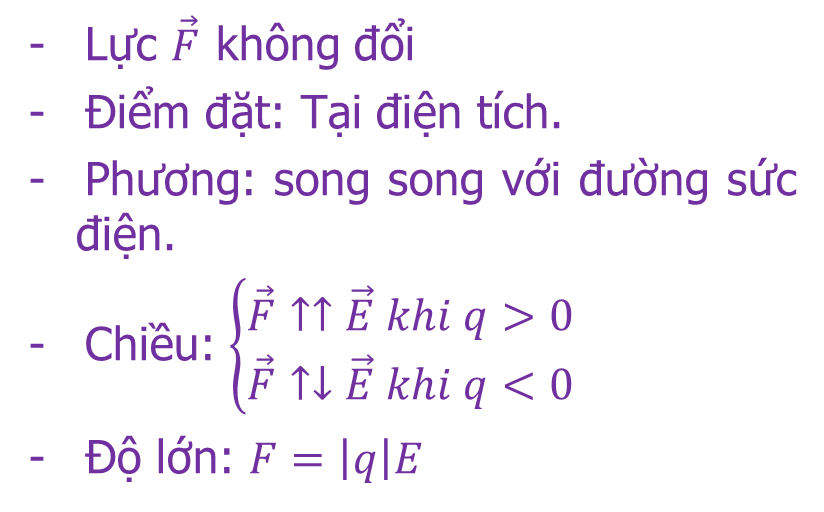 - Lực $\vec{F}$ không đổi
- Điểm đặt: Tại điện tích.
- Phương: song song với đường sức
điện.
- Chiều: $\begin{cases} \vec{F} \uparrow\uparrow \vec{E} \ khi \ q > 0 \\ \vec{F} \uparrow\downarrow \vec{E} \ khi \ q < 0 \end{cases}$
- Độ lớn: $F = |q|E$